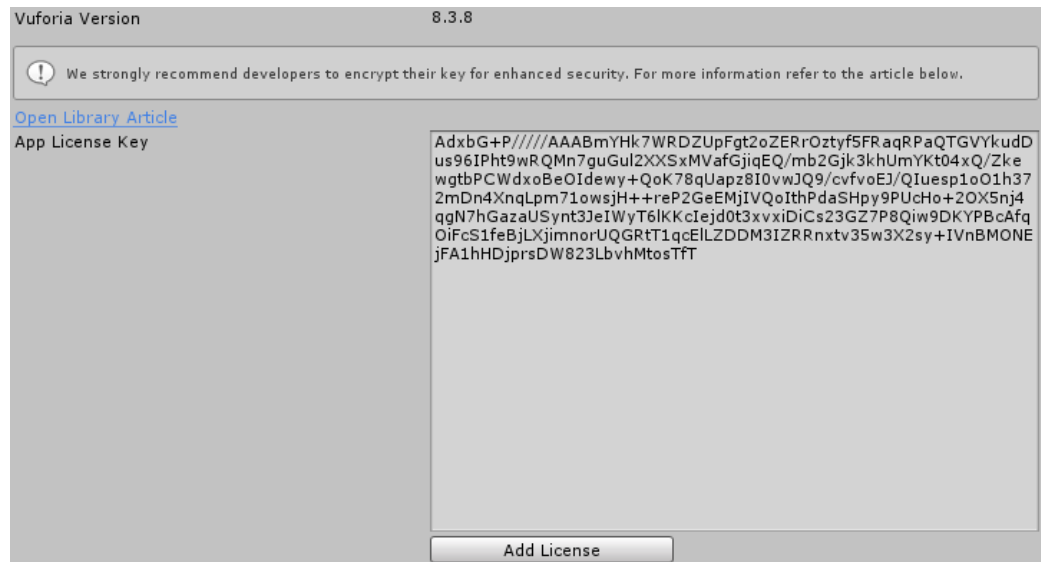 Vuforia Version 8.3.8
We strongly recommend developers to encrypt their key for enhanced security. For more information refer to the article below.
Open Library Article
App License Key
AdxbG+P/////AAABmYHk7WRDZUpFgt2oZERrOztyf5FRaqRPaQTGVYkudD
us96IPht9wRQMn7guGul2XXSxMVafGjiqEQ/mb2Gjk3khUmYKt04xQ/Zke
wgtbPCWdxoBeOIdewy+QoK78qUapz8I0vwJQ9/cvfvoEJ/QIuesp1oO1h37
2mDn4XnqLpm71owsjH++reP2GeEMjIVQoIthPdaSHpy9PUcHo+2OX5nj4
qgN7hGazaUSynt3JeIWyT6lKKcIejd0t3xvxiDiCs23GZ7P8Qiw9DKYPBcAfq
OiFcS1feBjLXjimnorUQGRtT1qcElLZDDM3IZRRnxtv35w3X2sy+IVnBMONE
jFA1hHDjprsDW823LbvhMtosTfT
Add License